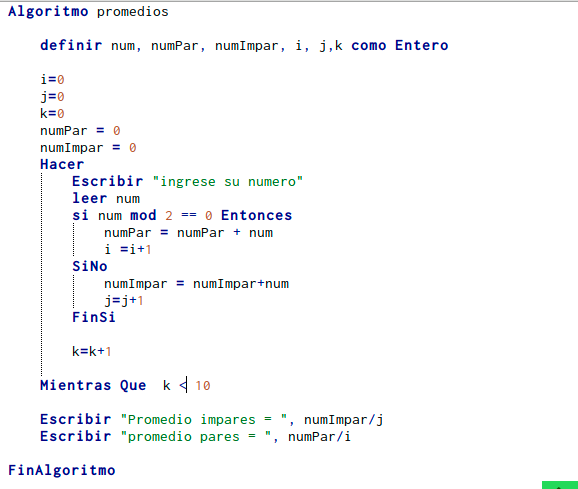 Algoritmo promedios
definir num, numPar, numImpar, i, j,k como Entero
i=0
j=0
k=0
numPar = 0
numImpar = 0
Hacer
Escribir "ingrese su numero"
leer num
si num mod 2 == 0 Entonces
numPar = numPar + num
i =i+1
SiNo
numImpar = numImpar+num
j=j+1
FinSi
k=k+1
Mientras Que k < 10
Escribir "Promedio impares = ", numImpar/j
Escribir "promedio pares = ", numPar/i
FinAlgoritmo